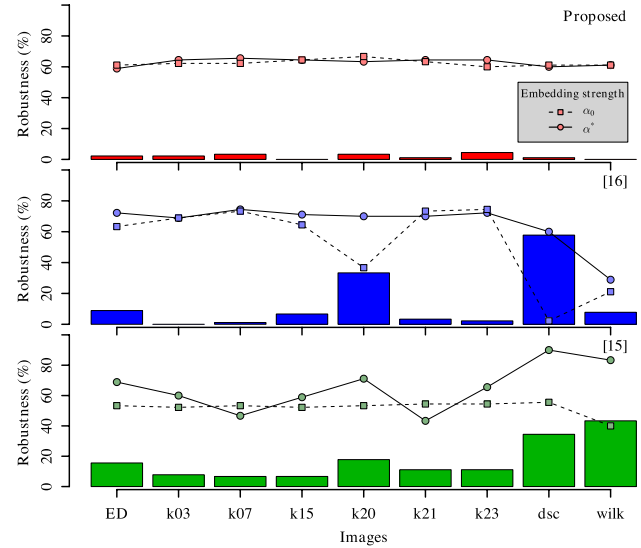 Proposed
Robustness (%)
0 20 40 60 80
Embedding strength
α0
α*
[16]
Robustness (%)
0 20 40 60 80
[15]
Robustness (%)
0 20 40 60 80
ED k03 k07 k15 k20 k21 k23 dsc wilk
Images